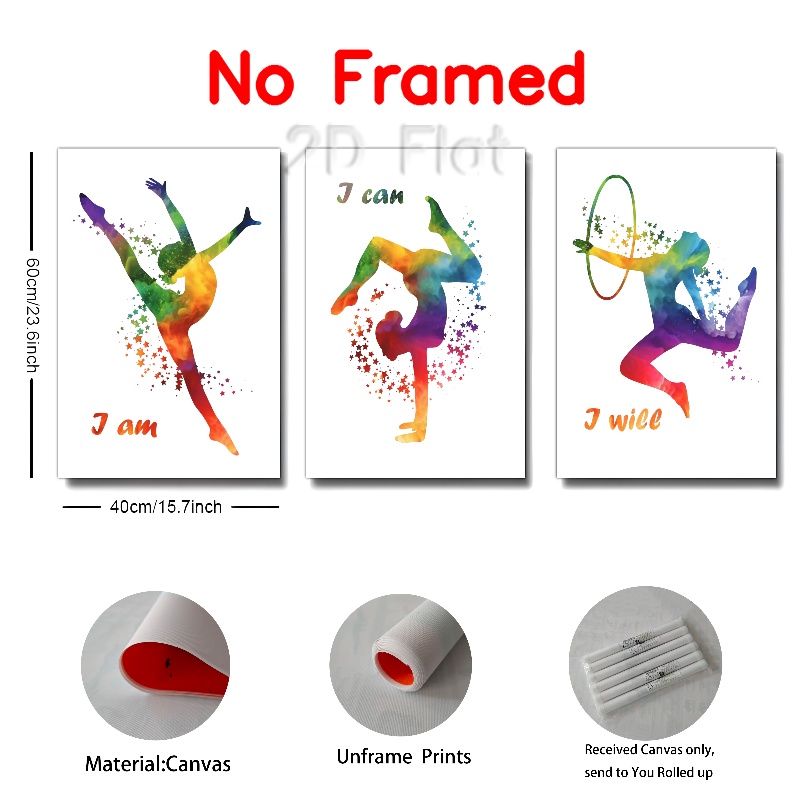 No Framed
2D Flat
I am
I can
I will
60cm/23.6inch
40cm/15.7inch
Material:Canvas
Unframe Prints
Received Canvas only,
send to You Rolled up